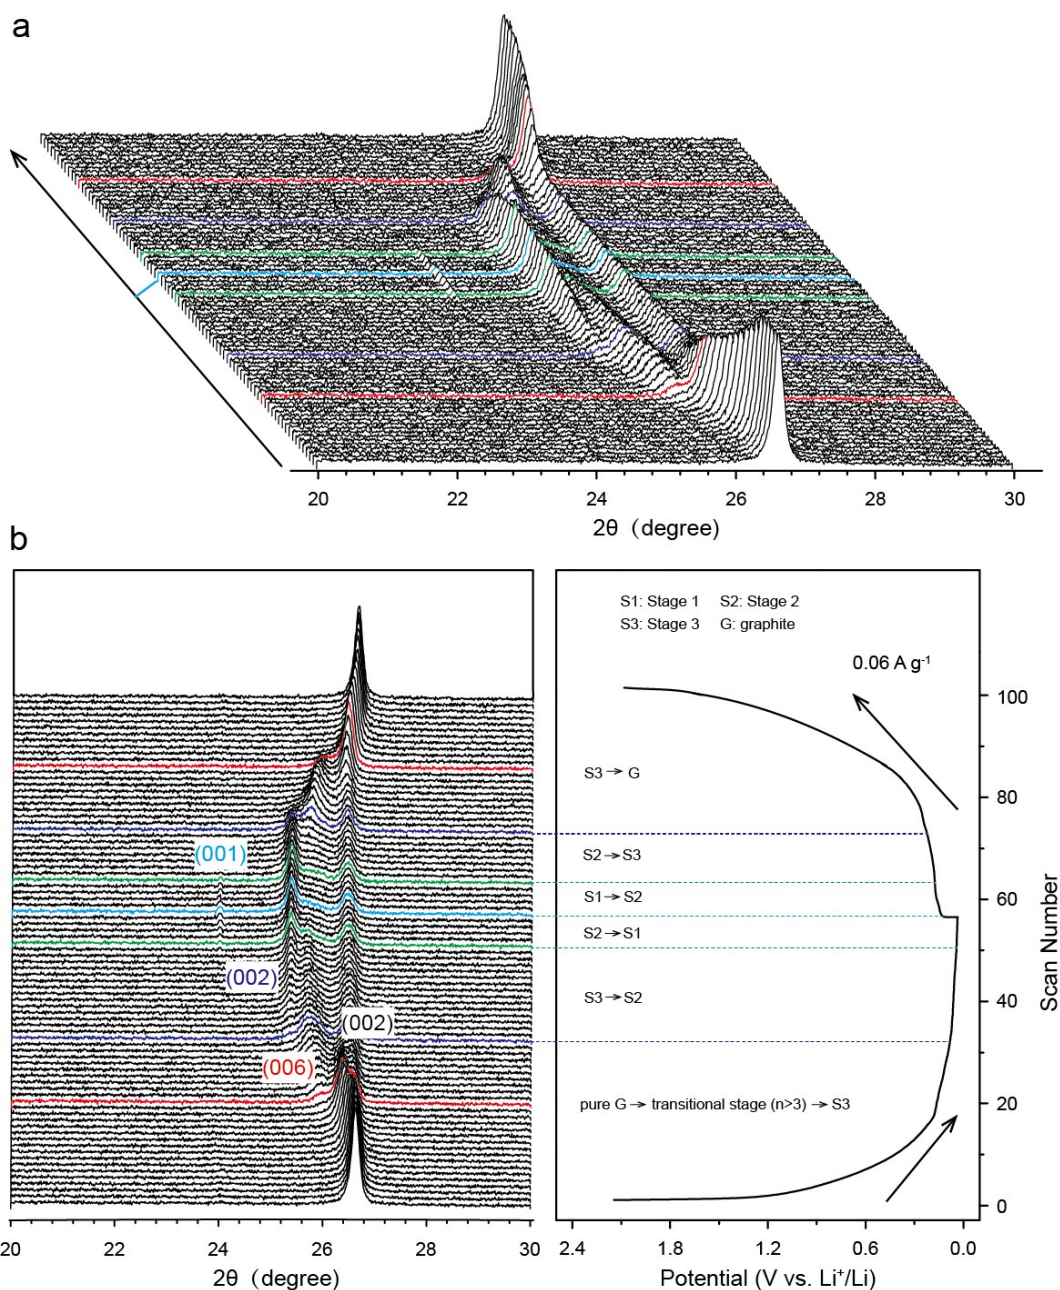 a
20 22 24 26 28 30
2θ (degree)
b
(001)
(002)
(002)
(006)
20 22 24 26 28 30
2θ (degree)
S1: Stage 1 S2: Stage 2
S3: Stage 3 G: graphite
0.06 A g⁻¹
S3 → G
S2 → S3
S1 → S2
S2 → S1
S3 → S2
pure G → transitional stage (n>3) → S3
100
80
60
40
20
0
Scan Number
2.4 1.8 1.2 0.6 0.0
Potential (V vs. Li⁺/Li)